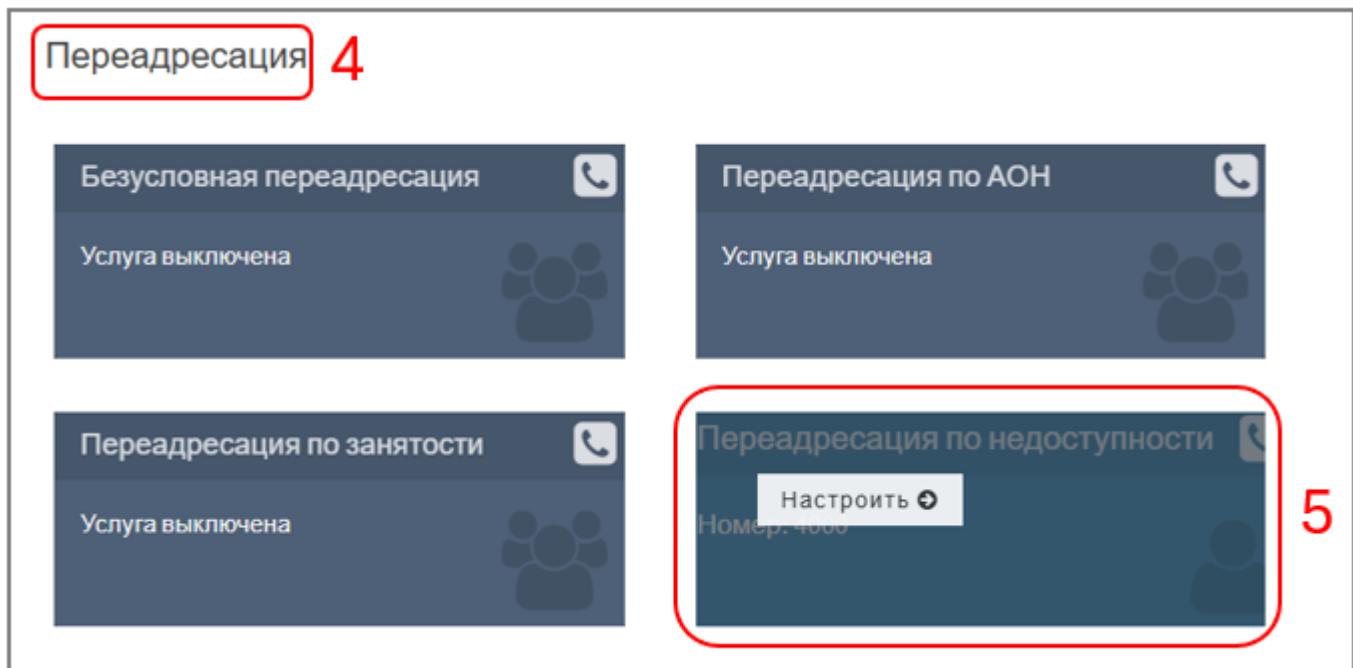 Переадресация 4
Безусловная переадресация
Услуга выключена
Переадресация по АОН
Услуга выключена
Переадресация по занятости
Услуга выключена
Переадресация по недоступности
Настроить
Номер:
5